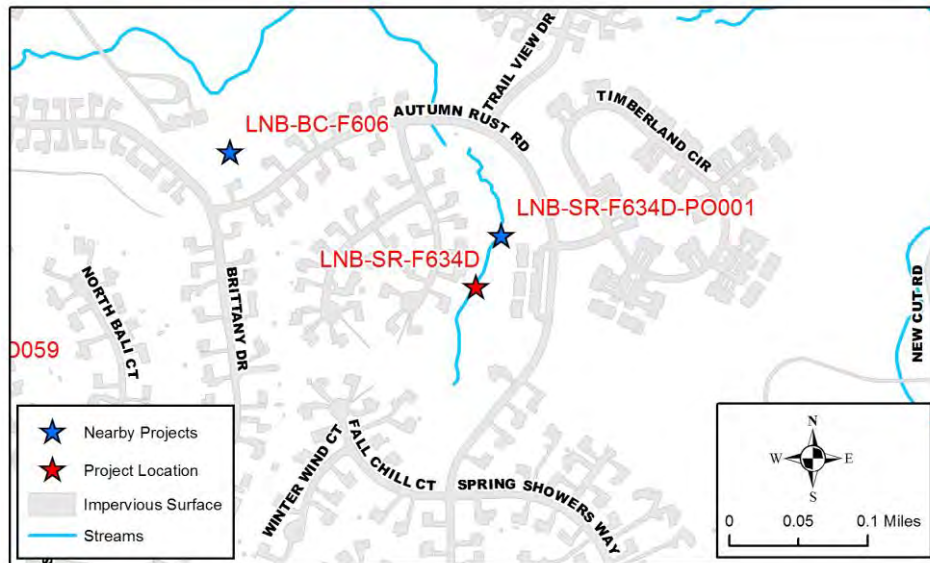 TRAIL VIEW DR
AUTUMN RUST RD
TIMBERLAND CIR
LNB-BC-F606
LNB-SR-F634D-PO001
LNB-SR-F634D
NORTH BALI CT
BRITTANY DR
NEW CUT RD
WINTER WIND CT
FALL CHILL CT
SPRING SHOWERS WAY
Nearby Projects
Project Location
Impervious Surface
Streams
N
W E
S
0 0.05 0.1 Miles